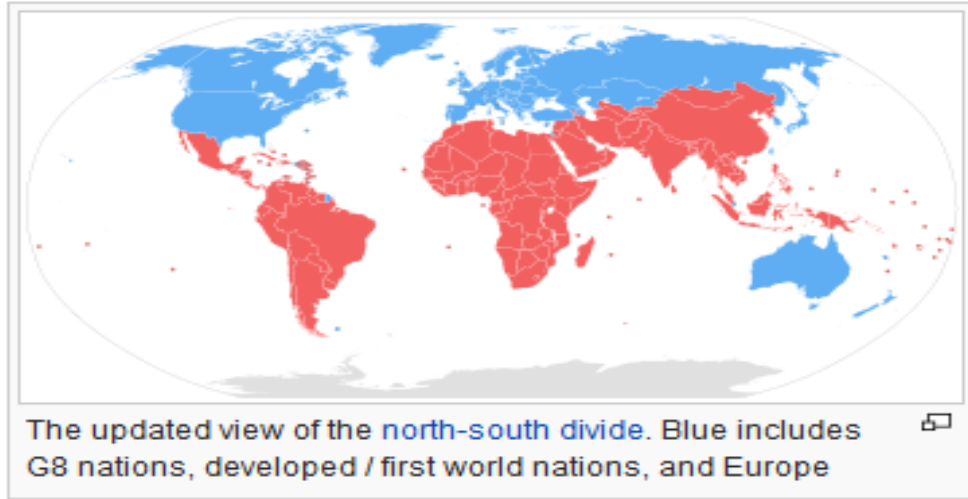 The updated view of the north-south divide. Blue includes
G8 nations, developed / first world nations, and Europe